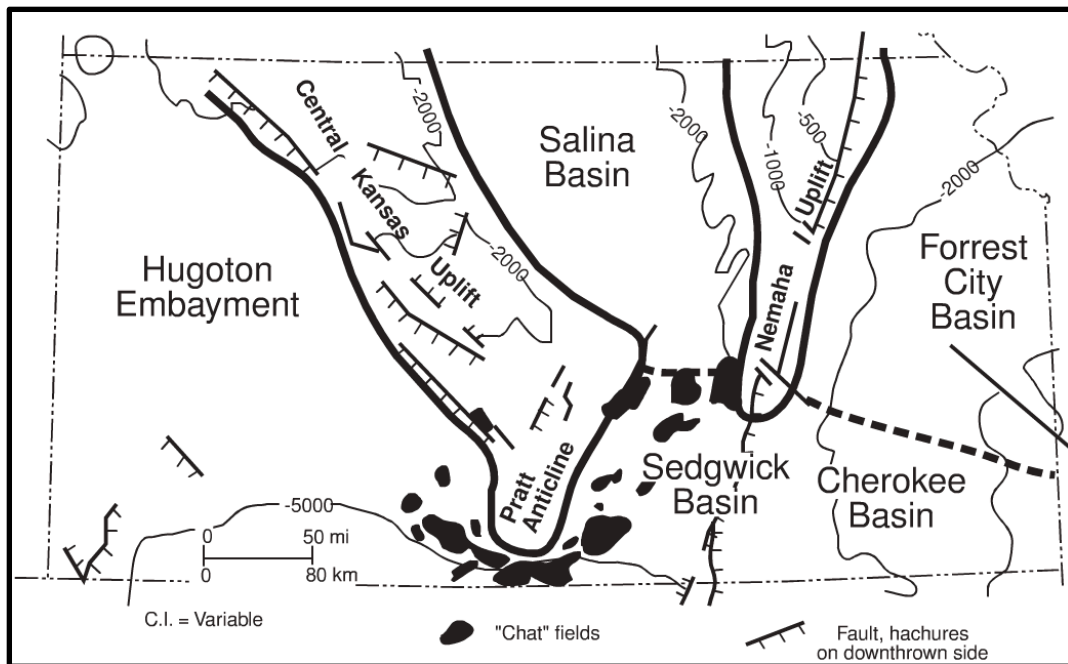 Central
Kansas
Uplift
-2000
-2000
Salina
Basin
-2000
-1000
-500
Uplift
Nemaha
-2000
Forrest
City
Basin
Hugoton
Embayment
Pratt
Anticline
Sedgwick
Basin
Cherokee
Basin
-5000
0 50 mi
0 80 km
C.I. = Variable
"Chat" fields
Fault, hachures
on downthrown side